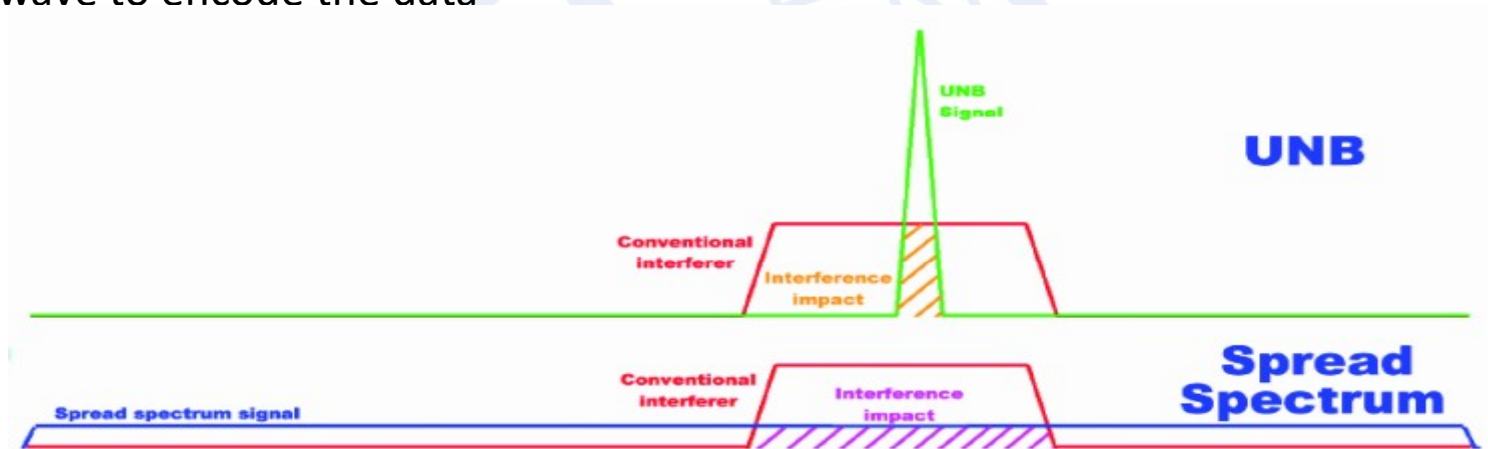 wave to encode the data
UNB
Signal
UNB
Conventional
interferer
Interference
impact
Spread
Spectrum
Conventional
interferer
Interference
impact
Spread spectrum signal